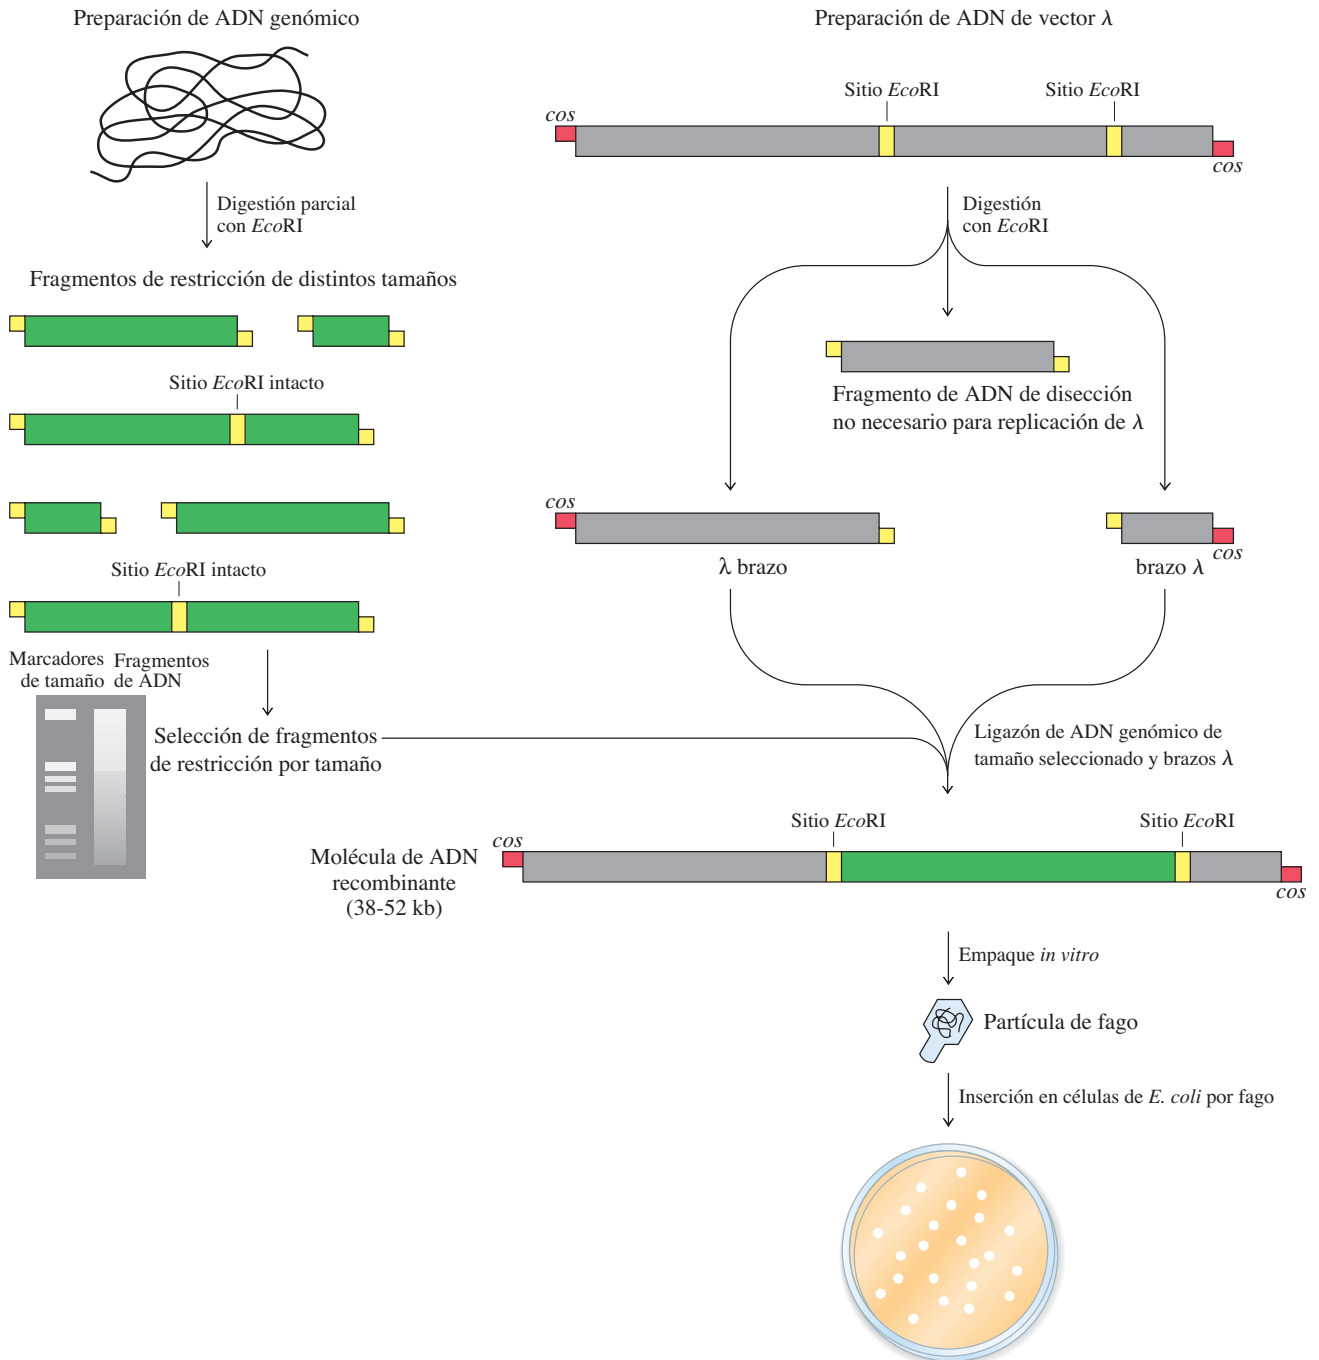 Preparación de ADN genómico
Digestión parcial
con EcoRI
Fragmentos de restricción de distintos tamaños
Sitio EcoRI intacto
Sitio EcoRI intacto
Marcadores
de tamaño
Fragmentos
de ADN
Selección de fragmentos
de restricción por tamaño
Preparación de ADN de vector λ
Sitio EcoRI
Sitio EcoRI
cos
cos
Digestión
con EcoRI
Fragmento de ADN de disección
no necesario para replicación de λ
cos
λ brazo
cos
brazo λ
Ligazón de ADN genómico de
tamaño seleccionado y brazos λ
Sitio EcoRI
Sitio EcoRI
cos
cos
Molécula de ADN
recombinante
(38-52 kb)
Empaque in vitro
Partícula de fago
Inserción en células de E. coli por fago